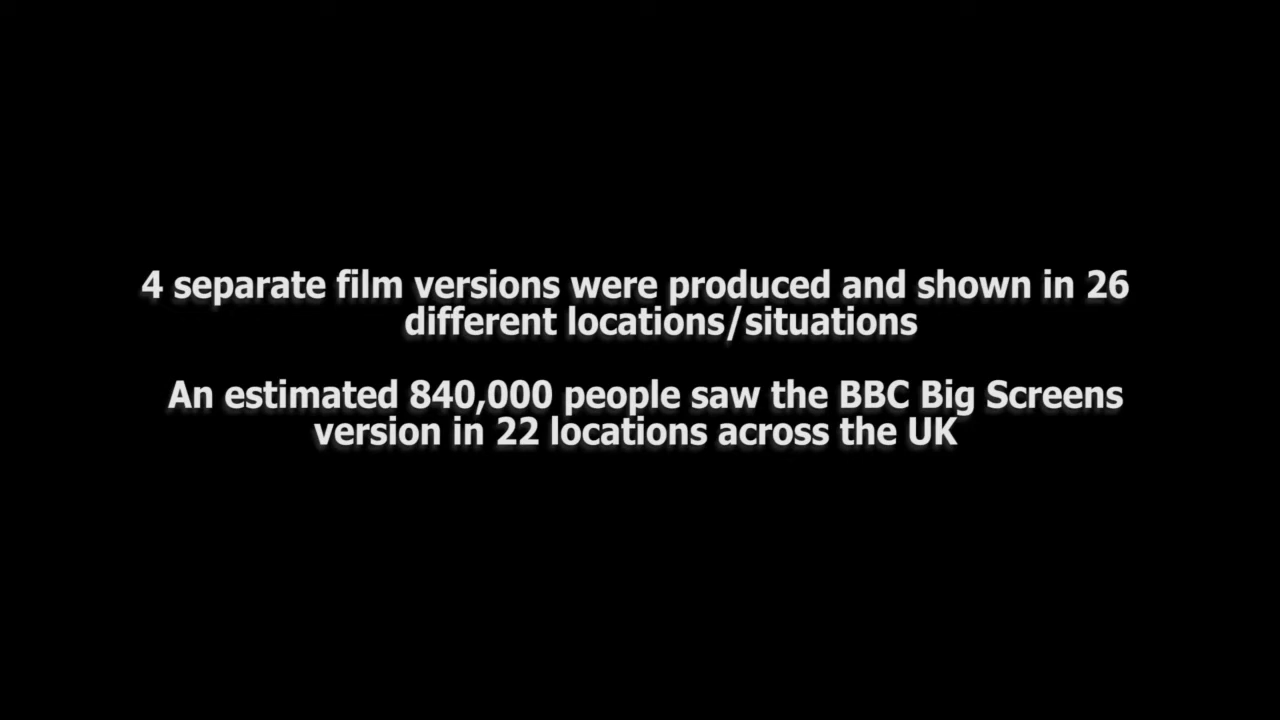 4 separate film versions were produced and shown in 26
different locations/situations
An estimated 840,000 people saw the BBC Big Screens
version in 22 locations across the UK